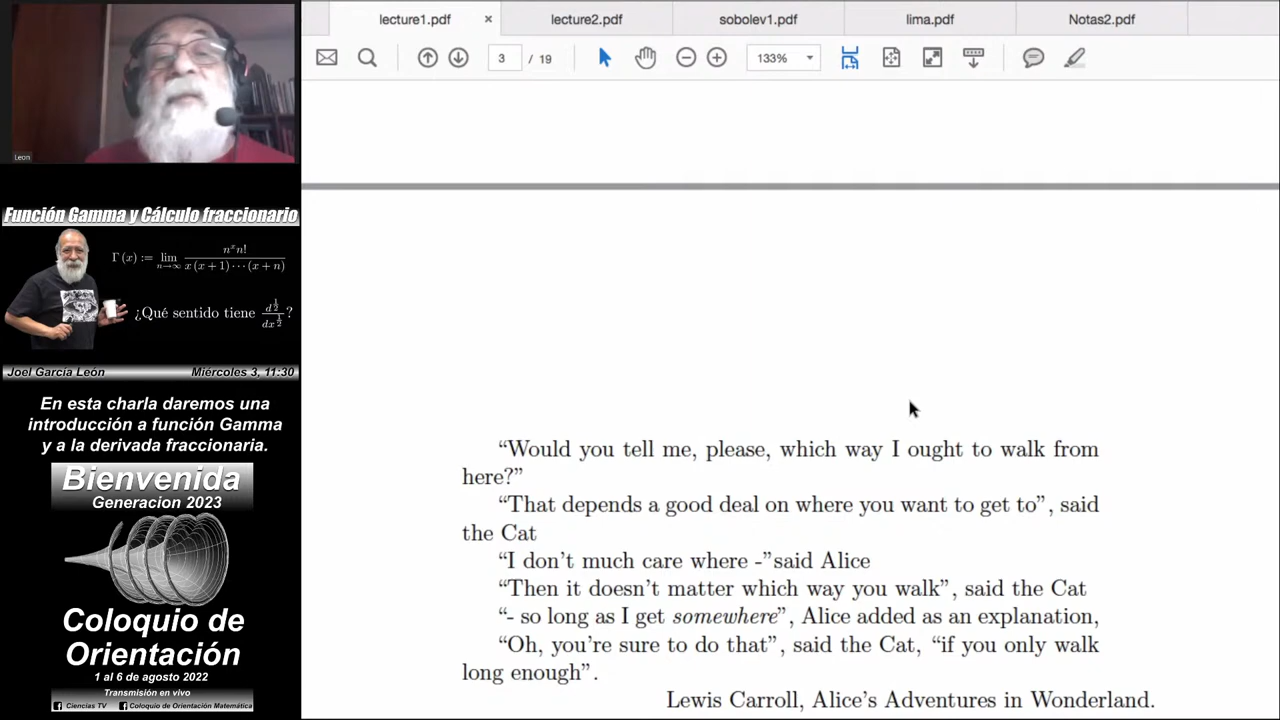 Leon
Función Gamma y Cálculo fraccionario
Γ (x) := lim n→∞ n^x n! / x (x + 1) ⋯ (x + n)
¿Qué sentido tiene d^{1/2} / dx^{1/2} ?
Joel García León
Miércoles 3, 11:30
En esta charla daremos una
introducción a función Gamma
y a la derivada fraccionaria.
Bienvenida
Generacion 2023
Coloquio de
Orientación
1 al 6 de agosto 2022
Transmisión en vivo
Ciencias TV
Coloquio de Orientación Matemática
lecture1.pdf
×
lecture2.pdf
sobolev1.pdf
lima.pdf
Notas2.pdf
3 / 19
133%
“Would you tell me, please, which way I ought to walk from
here?”
“That depends a good deal on where you want to get to”, said
the Cat
“I don’t much care where -”said Alice
“Then it doesn’t matter which way you walk”, said the Cat
“- so long as I get somewhere”, Alice added as an explanation,
“Oh, you’re sure to do that”, said the Cat, “if you only walk
long enough”.
Lewis Carroll, Alice’s Adventures in Wonderland.